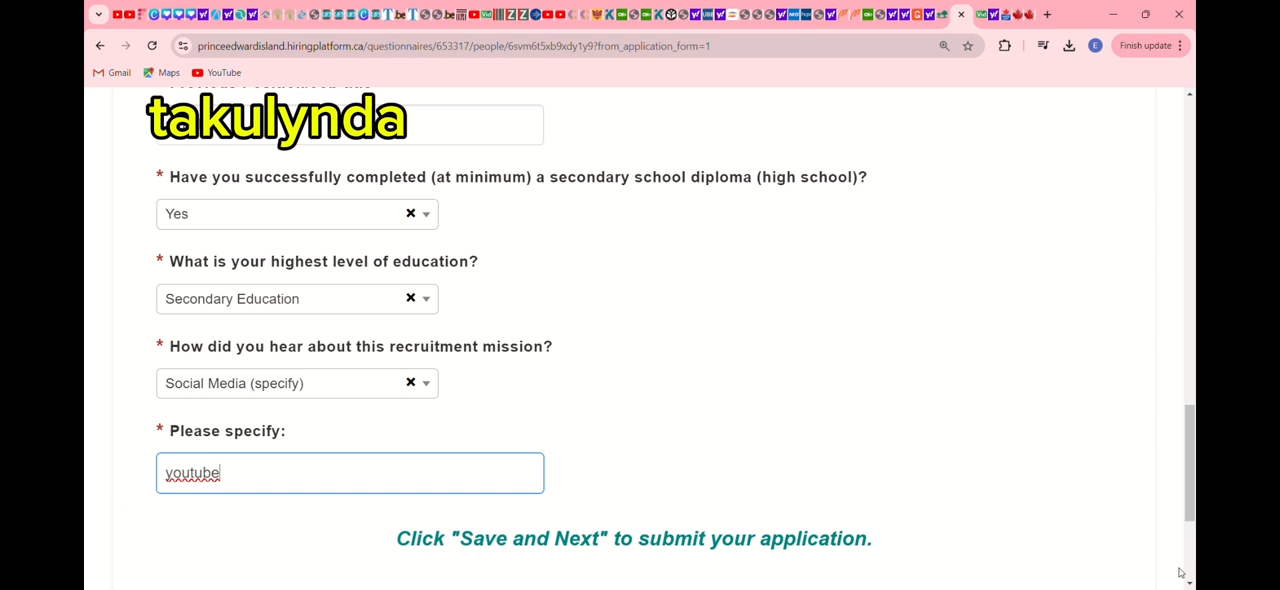 princeedwardisland.hiringplatform.ca/questionnaires/653317/people/6svm6t5xb9xdy1y9?from_application_form=1
Finish update
Gmail Maps YouTube
takulynda
* Have you successfully completed (at minimum) a secondary school diploma (high school)?
Yes
* What is your highest level of education?
Secondary Education
* How did you hear about this recruitment mission?
Social Media (specify)
* Please specify:
youtube
Click "Save and Next" to submit your application.